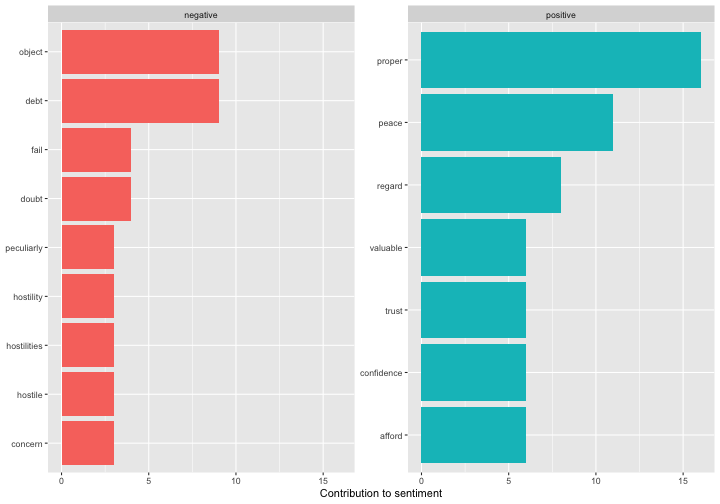 negative
object
debt
fail
doubt
peculiarly
hostility
hostilities
hostile
concern
0 5 10 15
positive
proper
peace
regard
valuable
trust
confidence
afford
0 5 10 15
Contribution to sentiment